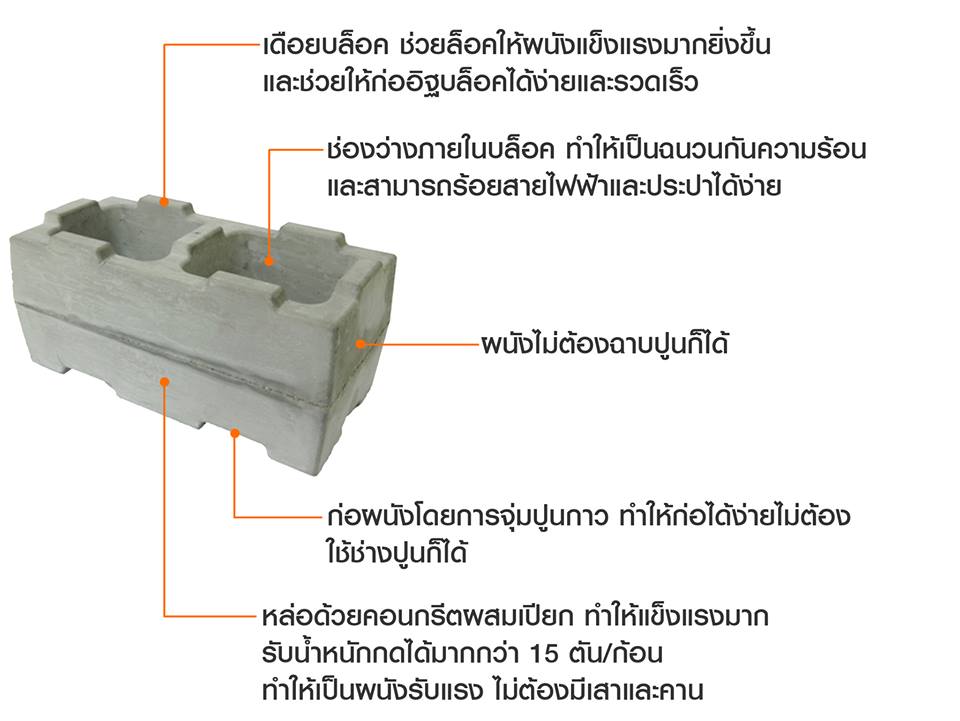 เดือยบล็อค ช่วยล็อคให้ผนังแข็งแรงมากยิ่งขึ้น
และช่วยให้ก่ออิฐบล็อคได้ง่ายและรวดเร็ว
ช่องว่างภายในบล็อค ทำให้เป็นฉนวนกันความร้อน
และสามารถร้อยสายไฟฟ้าและประปาได้ง่าย
ผนังไม่ต้องฉาบปูนก็ได้
ก่อผนังโดยการจุ่มปูนกาว ทำให้ก่อได้ง่ายไม่ต้อง
ใช้ช่างปูนก็ได้
หล่อด้วยคอนกรีตผสมเปียก ทำให้แข็งแรงมาก
รับน้ำหนักกดได้มากกว่า 15 ตัน/ก้อน
ทำให้เป็นผนังรับแรง ไม่ต้องมีเสาและคาน